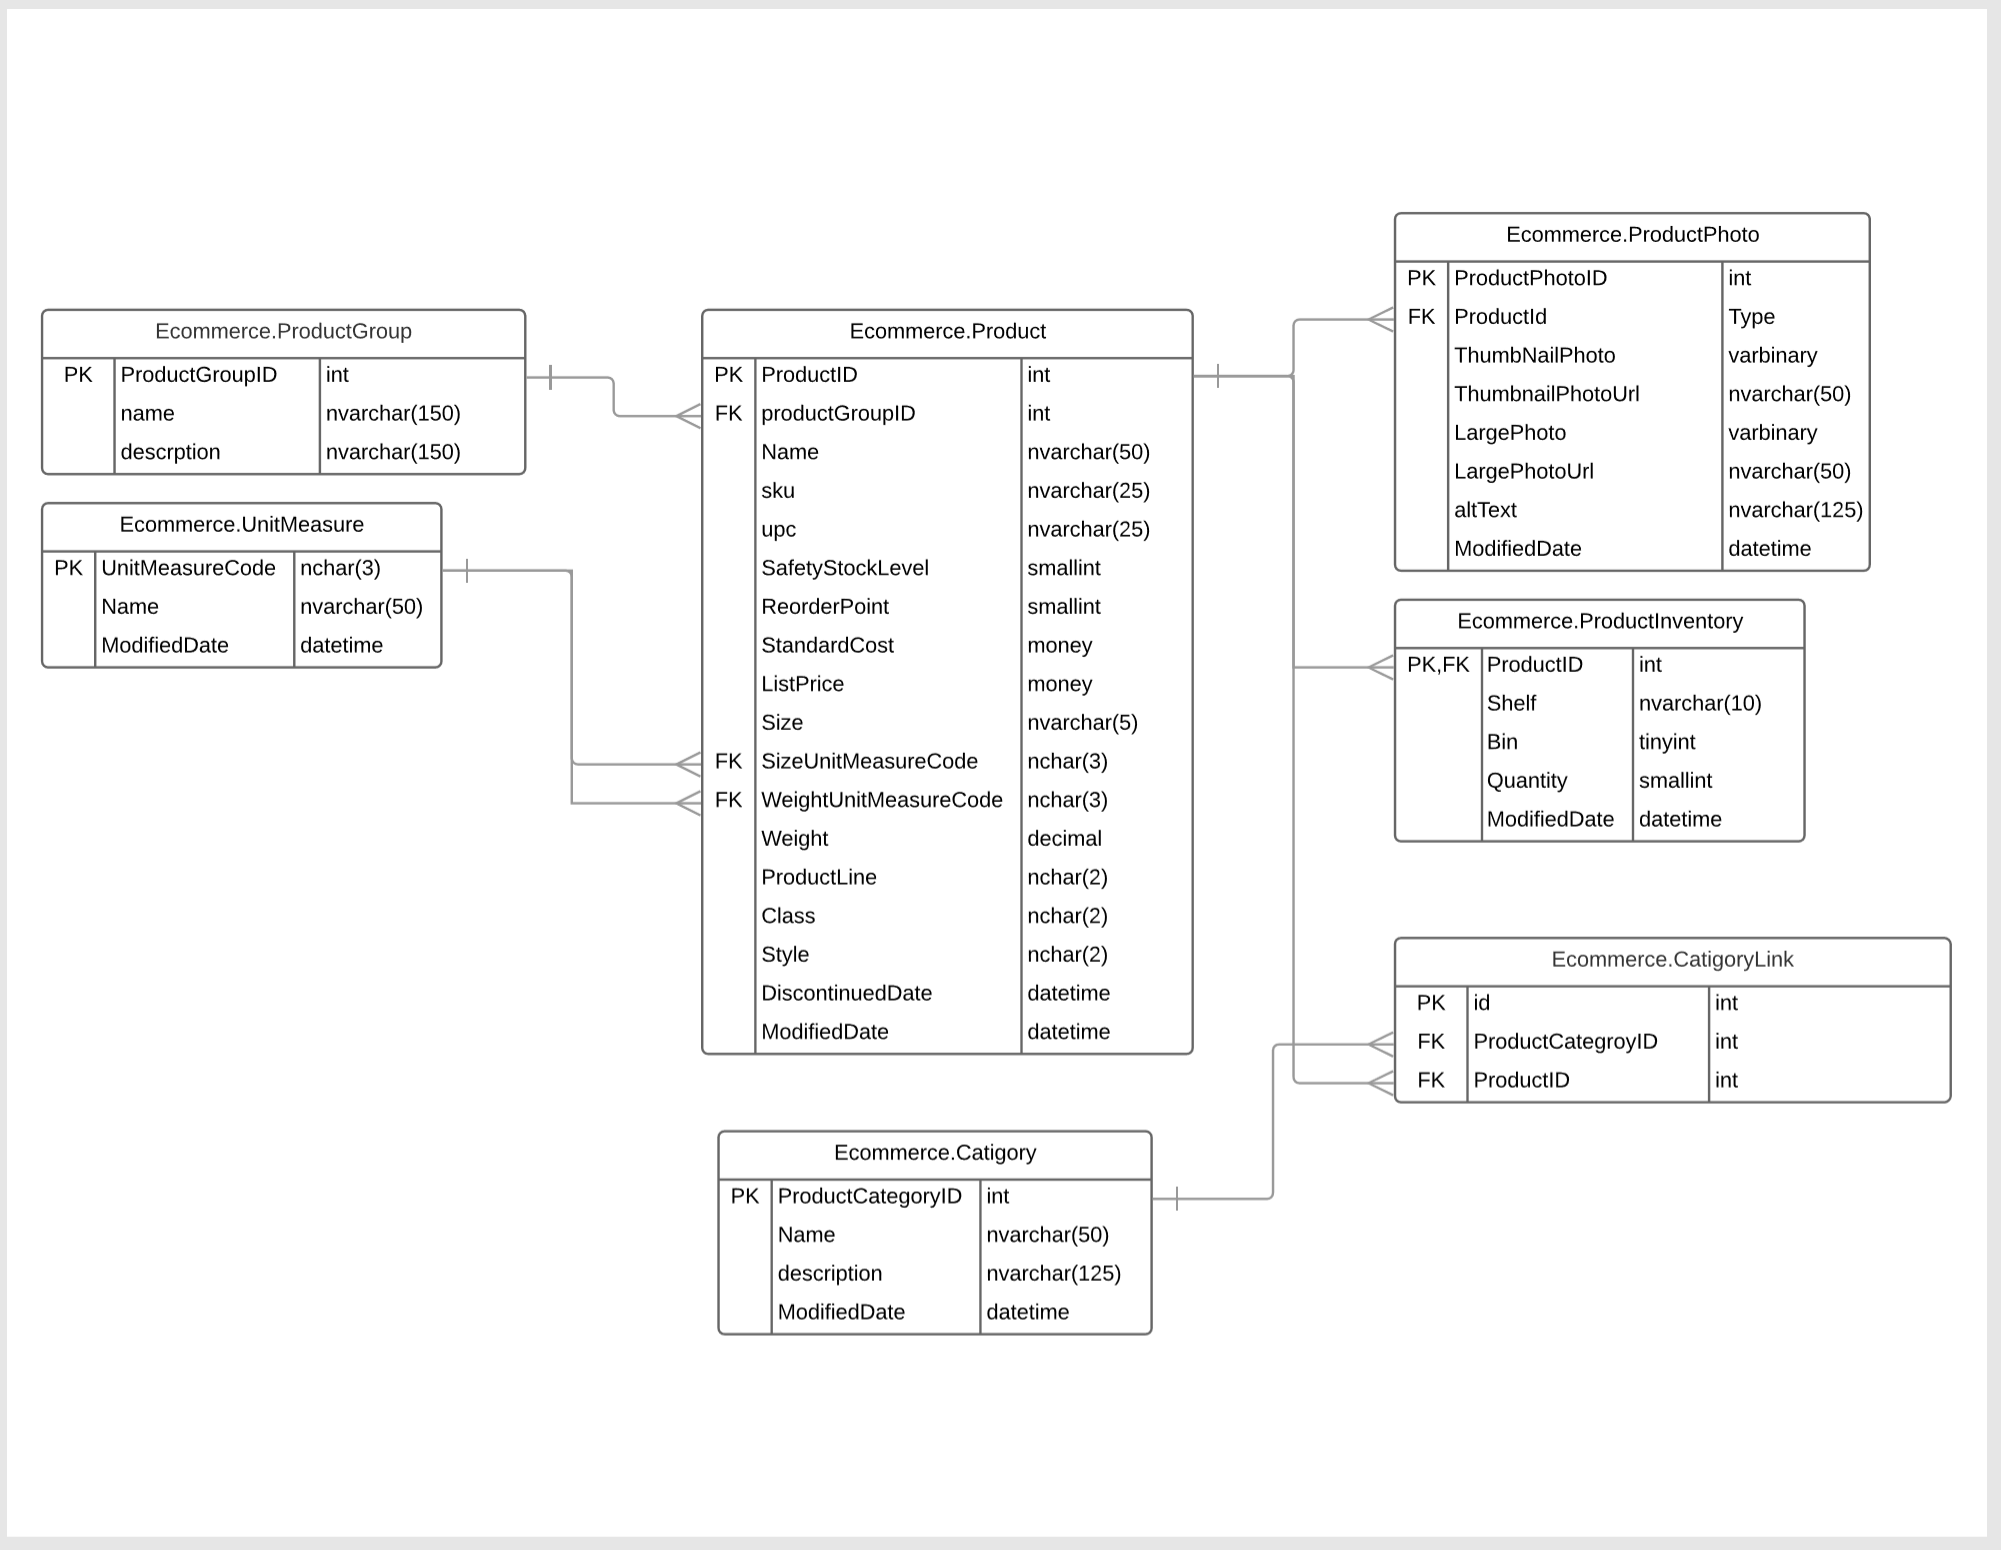 Ecommerce.ProductGroup
PK ProductGroupID int
name nvarchar(150)
descrption nvarchar(150)
Ecommerce.UnitMeasure
PK UnitMeasureCode nchar(3)
Name nvarchar(50)
ModifiedDate datetime
Ecommerce.Product
PK ProductID int
FK productGroupID int
Name nvarchar(50)
sku nvarchar(25)
upc nvarchar(25)
SafetyStockLevel smallint
ReorderPoint smallint
StandardCost money
ListPrice money
Size nvarchar(5)
FK SizeUnitMeasureCode nchar(3)
FK WeightUnitMeasureCode nchar(3)
Weight decimal
ProductLine nchar(2)
Class nchar(2)
Style nchar(2)
DiscontinuedDate datetime
ModifiedDate datetime
Ecommerce.Catigory
PK ProductCategoryID int
Name nvarchar(50)
description nvarchar(125)
ModifiedDate datetime
Ecommerce.ProductPhoto
PK ProductPhotoID int
FK ProductId Type
ThumbNailPhoto varbinary
ThumbnailPhotoUrl nvarchar(50)
LargePhoto varbinary
LargePhotoUrl nvarchar(50)
altText nvarchar(125)
ModifiedDate datetime
Ecommerce.ProductInventory
PK,FK ProductID int
Shelf nvarchar(10)
Bin tinyint
Quantity smallint
ModifiedDate datetime
Ecommerce.CatigoryLink
PK id int
FK ProductCategroyID int
FK ProductID int